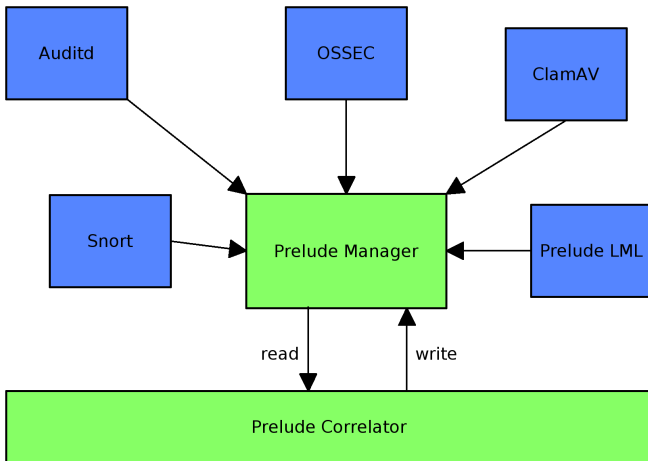 Auditd
OSSEC
ClamAV
Snort
Prelude Manager
Prelude LML
read
write
Prelude Correlator